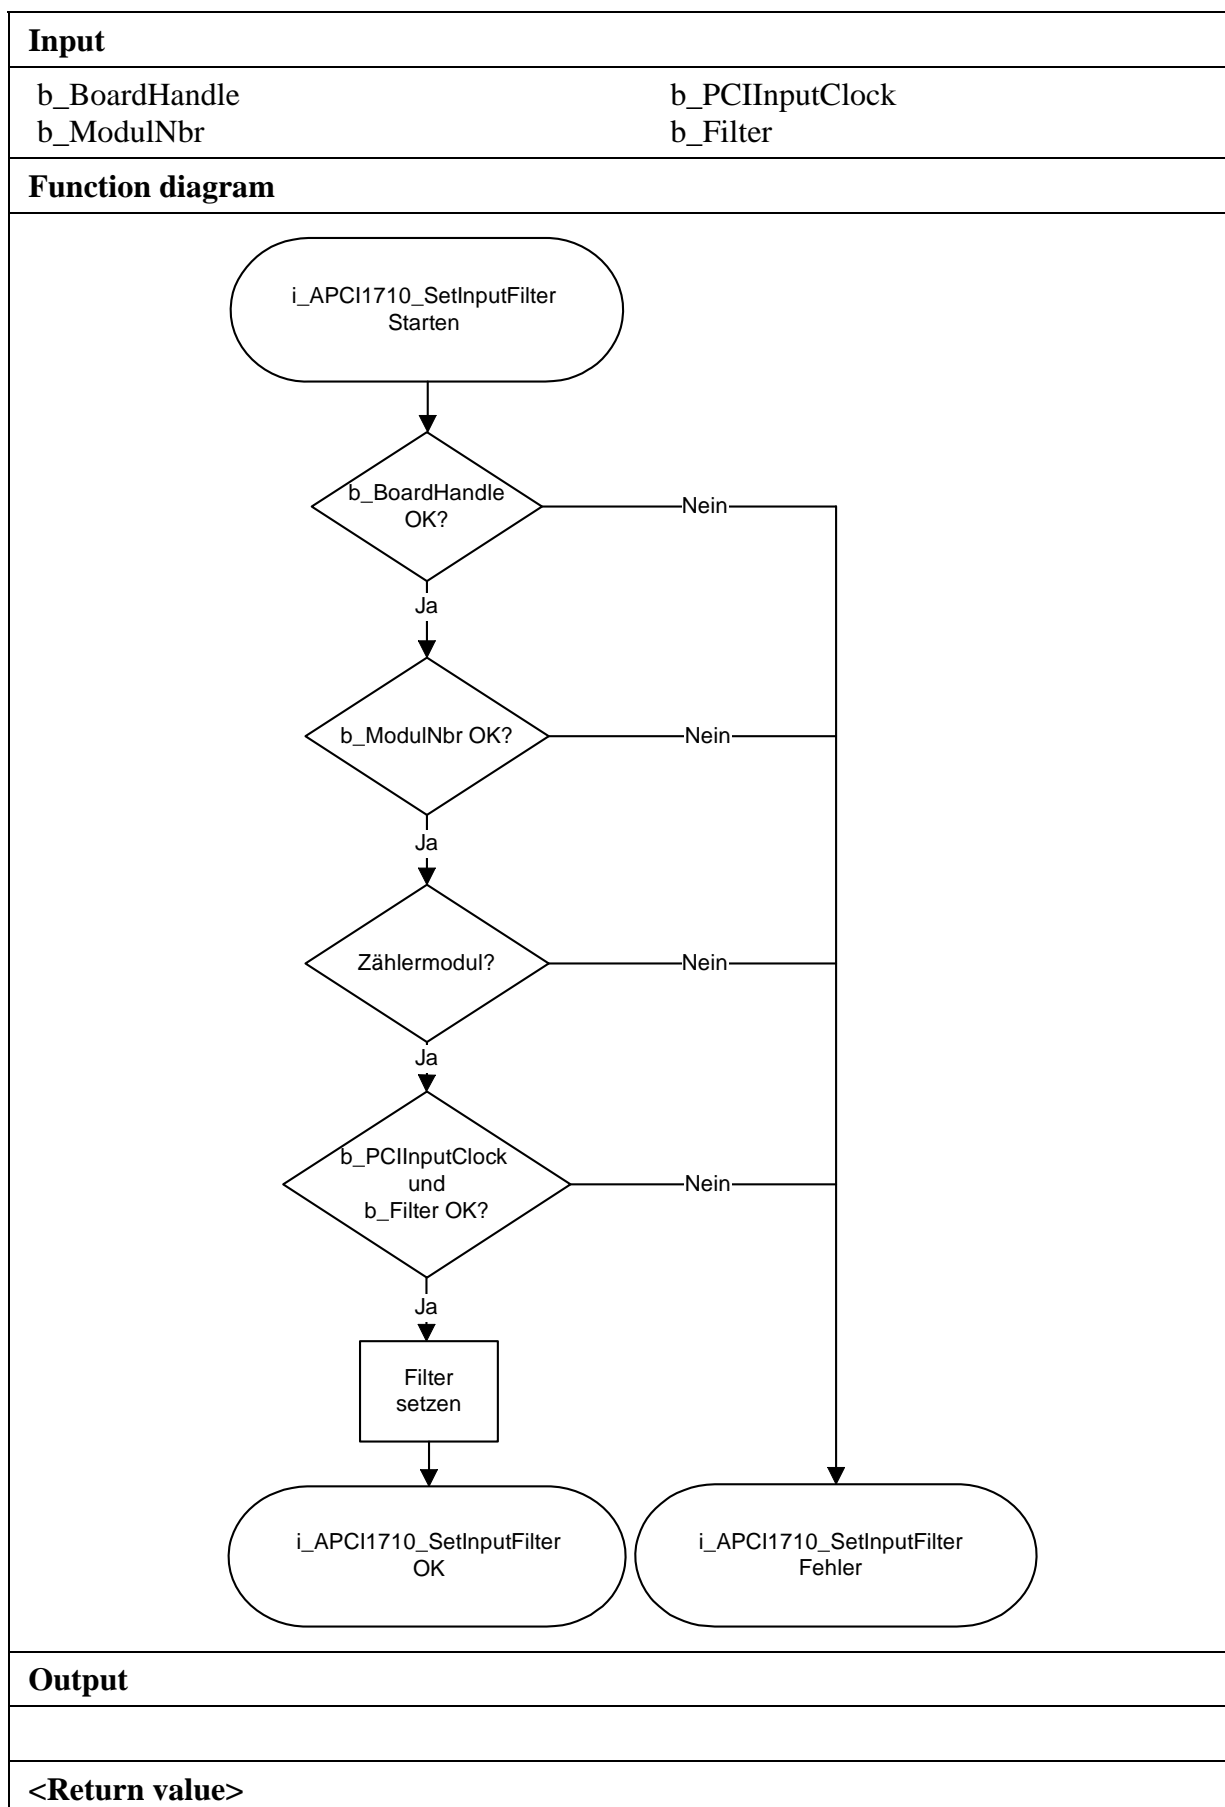 Input
b_BoardHandle b_PCIInputClock
b_ModulNbr b_Filter
Function diagram
i_APCI1710_SetInputFilter
Starten
b_BoardHandle
OK?
Nein
Ja
b_ModulNbr OK?
Nein
Ja
Zählermodul?
Nein
Ja
b_PCIInputClock
und
b_Filter OK?
Nein
Ja
Filter
setzen
i_APCI1710_SetInputFilter
OK
i_APCI1710_SetInputFilter
Fehler
Output
<Return value>